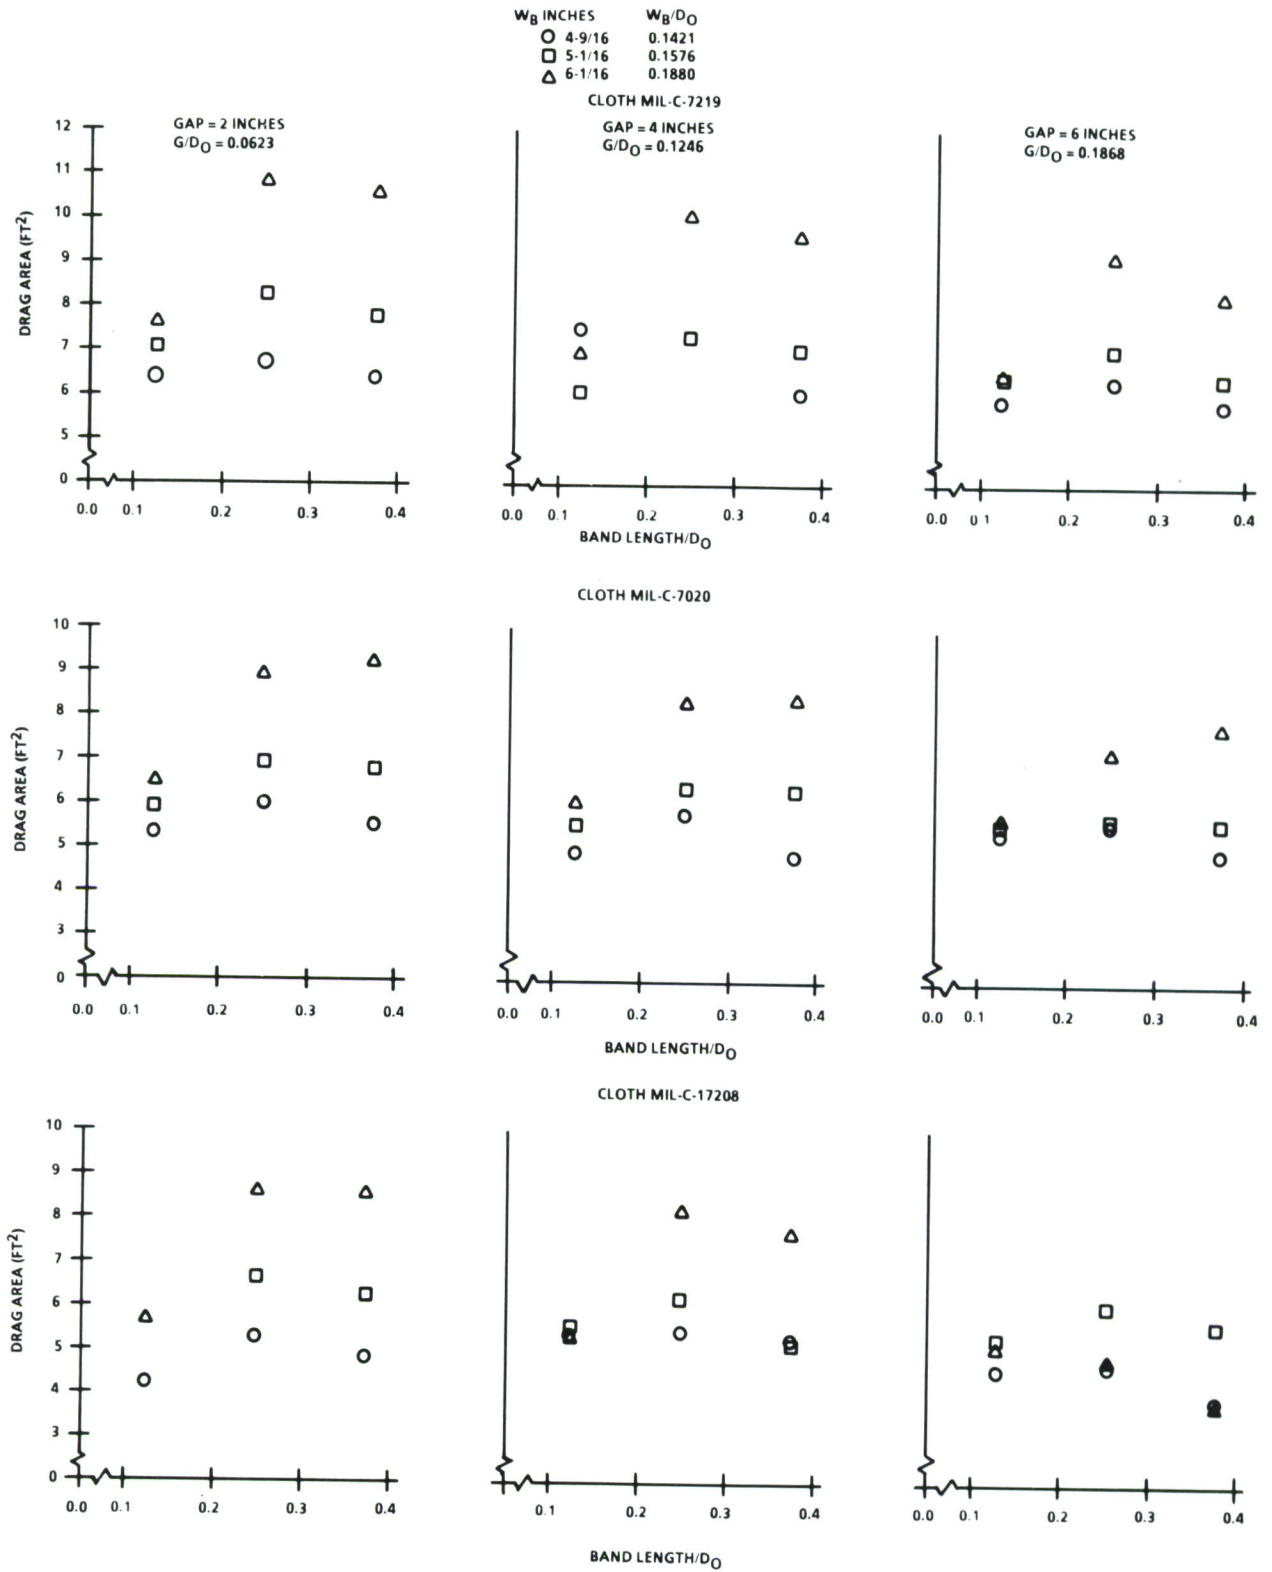 W_B INCHES W_B/D_O
4-9/16 0.1421
5-1/16 0.1576
6-1/16 0.1880
CLOTH MIL-C-7219
GAP = 2 INCHES
G/D_O = 0.0623
GAP = 4 INCHES
G/D_O = 0.1246
GAP = 6 INCHES
G/D_O = 0.1868
DRAG AREA (FT²)
12
11
10
9
8
7
6
5
0
0.0 0.1 0.2 0.3 0.4
0.0 0.1 0.2 0.3 0.4
0.0 0 1 0.2 0.3 0.4
BAND LENGTH/D_O
CLOTH MIL-C-7020
DRAG AREA (FT²)
10
9
8
7
6
5
4
3
0
0.0 0.1 0.2 0.3 0.4
0.0 0.1 0.2 0.3 0.4
0.0 0.1 0.2 0.3 0.4
BAND LENGTH/D_O
CLOTH MIL-C-17208
DRAG AREA (FT²)
10
9
8
7
6
5
4
3
0
0.0 0.1 0.2 0.3 0.4
0.1 0.2 0.3 0.4
0.0 0.1 0.2 0.3 0.4
BAND LENGTH/D_O